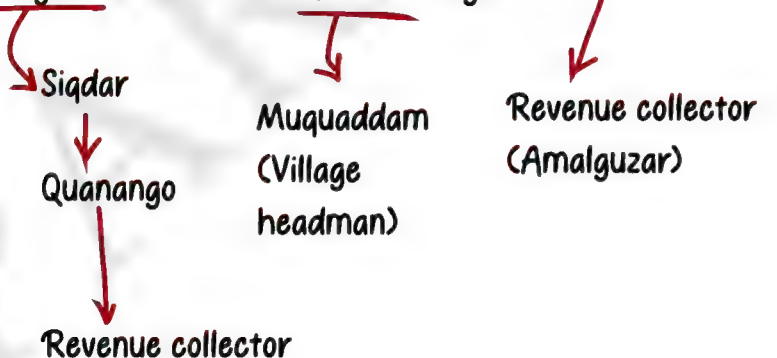 Siqdar
Quanango
Revenue collector
Muquaddam
(Village
headman)
Revenue collector
(Amalguzar)